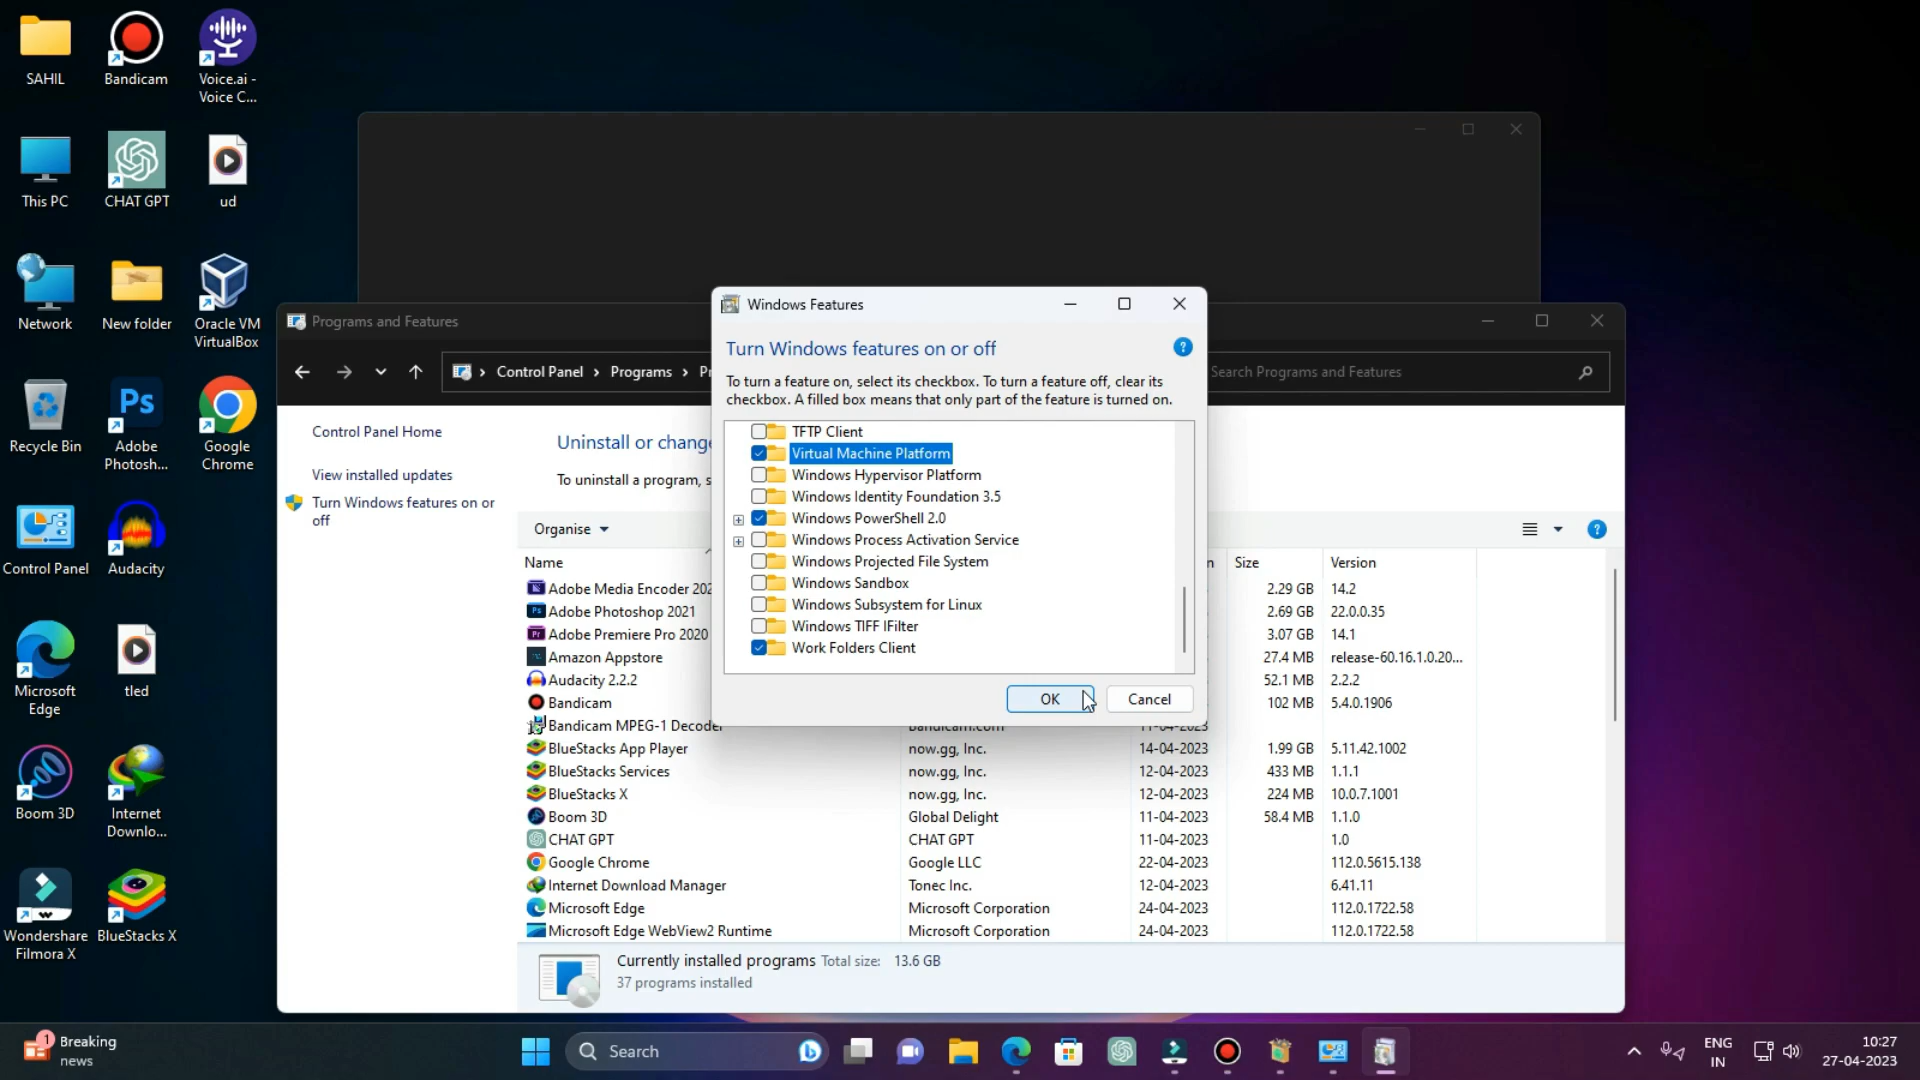 SAHIL
Bandicam
Voice.ai -
Voice C...
This PC
CHAT GPT
ud
Network
New folder
Oracle VM
VirtualBox
Recycle Bin
Ps
Adobe
Photosh...
Google
Chrome
Control Panel
Audacity
Microsoft
Edge
tled
Boom 3D
Internet
Downlo...
Wondershare
Filmora X
BlueStacks X
Programs and Features
Control Panel > Programs >
Search Programs and Features
Control Panel Home
View installed updates
Turn Windows features on or
off
Uninstall or change
To uninstall a program, s
Organise
Name
Size
Version
Adobe Media Encoder 202
2.29 GB
14.2
Adobe Photoshop 2021
2.69 GB
22.0.0.35
Adobe Premiere Pro 2020
3.07 GB
14.1
Amazon Appstore
27.4 MB
release-60.16.1.0.20...
Audacity 2.2.2
52.1 MB
2.2.2
Bandicam
102 MB
5.4.0.1906
Bandicam MPEG-1 Decoder
Bandicam.com
11-04-2023
BlueStacks App Player
now.gg, Inc.
14-04-2023
1.99 GB
5.11.42.1002
BlueStacks Services
now.gg, Inc.
12-04-2023
433 MB
1.1.1
BlueStacks X
now.gg, Inc.
12-04-2023
224 MB
10.0.7.1001
Boom 3D
Global Delight
11-04-2023
58.4 MB
1.1.0
CHAT GPT
CHAT GPT
11-04-2023
1.0
Google Chrome
Google LLC
22-04-2023
112.0.5615.138
Internet Download Manager
Tonec Inc.
12-04-2023
6.41.11
Microsoft Edge
Microsoft Corporation
24-04-2023
112.0.1722.58
Microsoft Edge WebView2 Runtime
Microsoft Corporation
24-04-2023
112.0.1722.58
Currently installed programs Total size: 13.6 GB
37 programs installed
Windows Features
Turn Windows features on or off
To turn a feature on, select its checkbox. To turn a feature off, clear its
checkbox. A filled box means that only part of the feature is turned on.
TFTP Client
Virtual Machine Platform
Windows Hypervisor Platform
Windows Identity Foundation 3.5
Windows PowerShell 2.0
Windows Process Activation Service
Windows Projected File System
Windows Sandbox
Windows Subsystem for Linux
Windows TIFF IFilter
Work Folders Client
OK
Cancel
1
Breaking
news
Search
ENG
IN
10:27
27-04-2023